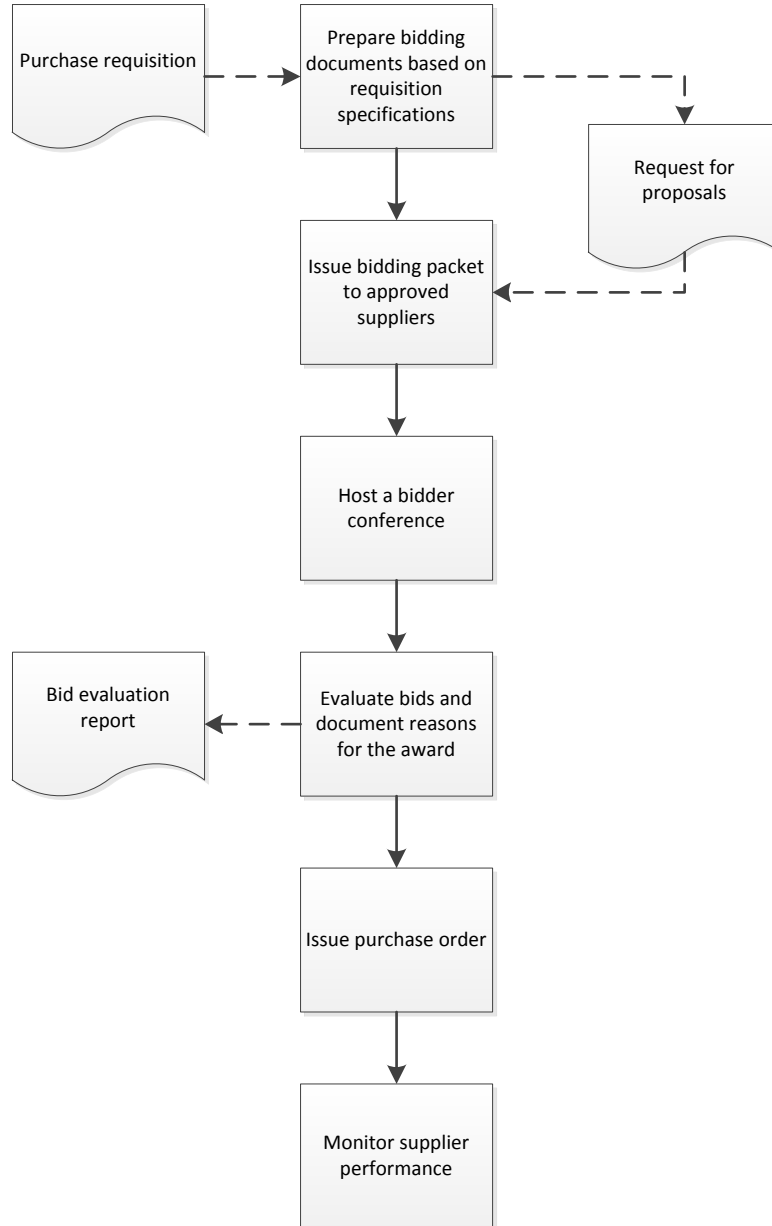 Purchase requisition
Prepare bidding
documents based on
requisition
specifications
Request for
proposals
Issue bidding packet
to approved
suppliers
Host a bidder
conference
Bid evaluation
report
Evaluate bids and
document reasons
for the award
Issue purchase order
Monitor supplier
performance